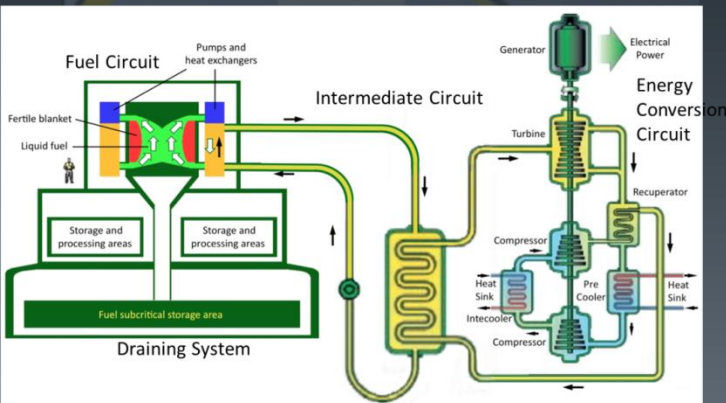 Fuel Circuit
Pumps and
heat exchangers
Fertile blanket
Liquid fuel
Storage and
processing areas
Storage and
processing areas
Fuel subcritical storage area
Draining System
Intermediate Circuit
Generator
Electrical
Power
Energy
Conversion
Circuit
Turbine
Recuperator
Compressor
Heat
Sink
Pre
Cooler
Heat
Sink
Intecooler
Compressor